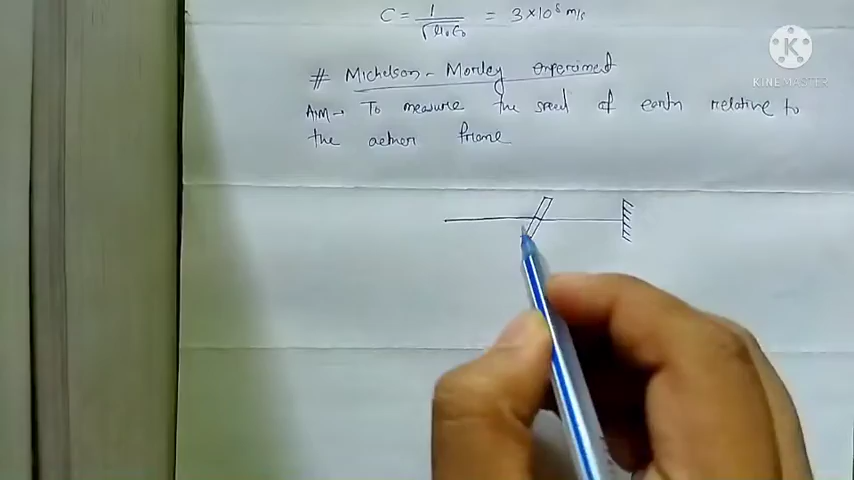 C = 1/√μ₀ε₀ = 3×10⁸ m/s
# Michelson - Morley experiment
AIM → To measure the speed of earth relative to
the aether frame
K
KINEMASTER